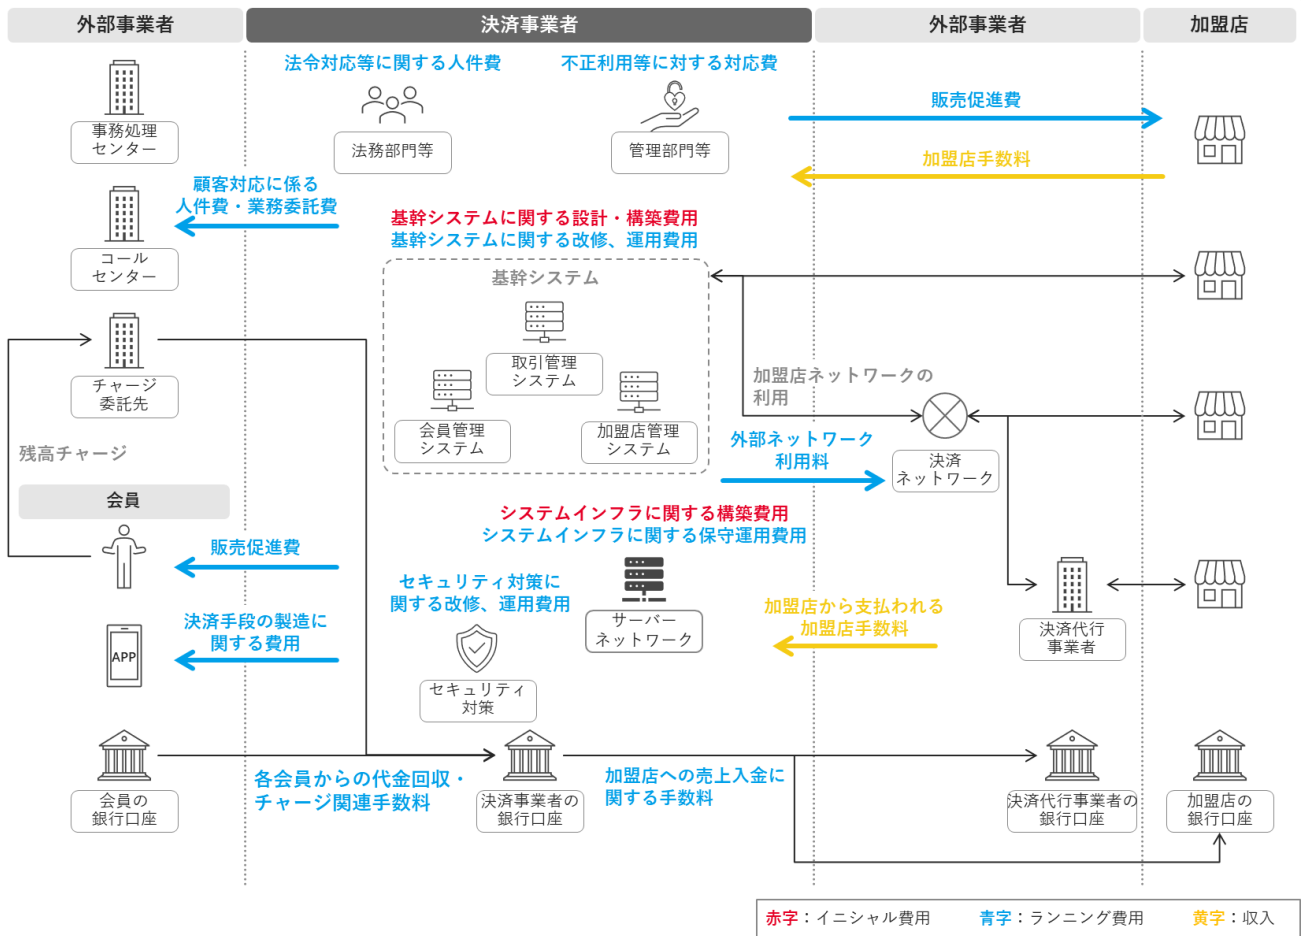 外部事業者
決済事業者
外部事業者
加盟店
法令対応等に関する人件費
不正利用等に対する対応費
販売促進費
事務処理
センター
法務部門等
管理部門等
加盟店手数料
顧客対応に係る
人件費・業務委託費
基幹システムに関する設計・構築費用
基幹システムに関する改修、運用費用
コール
センター
基幹システム
取引管理
システム
チャージ
委託先
加盟店ネットワークの
利用
会員管理
システム
加盟店管理
システム
残高チャージ
外部ネットワーク
利用料
決済
ネットワーク
会員
システムインフラに関する構築費用
システムインフラに関する保守運用費用
販売促進費
セキュリティ対策に
関する改修、運用費用
サーバー
ネットワーク
加盟店から支払われる
加盟店手数料
決済手段の製造に
関する費用
決済代行
事業者
APP
セキュリティ
対策
各会員からの代金回収・
チャージ関連手数料
加盟店への売上入金に
関する手数料
会員の
銀行口座
決済事業者の
銀行口座
決済代行事業者の
銀行口座
加盟店の
銀行口座
赤字：イニシャル費用
青字：ランニング費用
黄字：収入